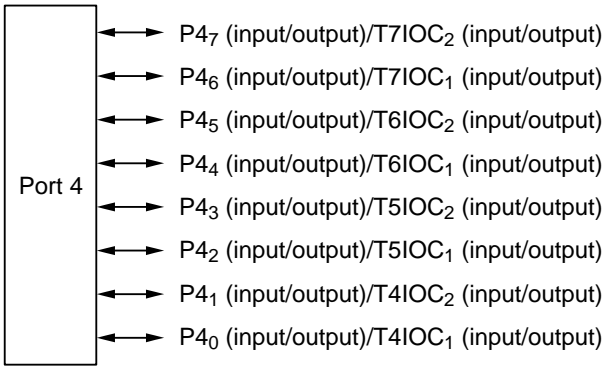 P4₇ (input/output)/T7IOC₂ (input/output)
P4₆ (input/output)/T7IOC₁ (input/output)
P4₅ (input/output)/T6IOC₂ (input/output)
P4₄ (input/output)/T6IOC₁ (input/output)
Port 4
P4₃ (input/output)/T5IOC₂ (input/output)
P4₂ (input/output)/T5IOC₁ (input/output)
P4₁ (input/output)/T4IOC₂ (input/output)
P4₀ (input/output)/T4IOC₁ (input/output)